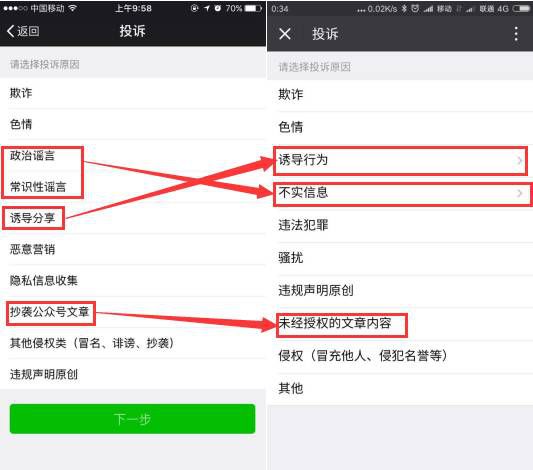 中国移动 上午9:58 70%
返回 投诉
请选择投诉原因
欺诈
色情
政治谣言
常识性谣言
诱导分享
恶意营销
隐私信息收集
抄袭公众号文章
其他侵权类（冒名、诽谤、抄袭）
违规声明原创
下一步
0:34 ...0.02K/s 移动 联通 4G
投诉
请选择投诉原因
欺诈
色情
诱导行为
不实信息
违法犯罪
骚扰
违规声明原创
未经授权的文章内容
侵权（冒充他人、侵犯名誉等）
其他